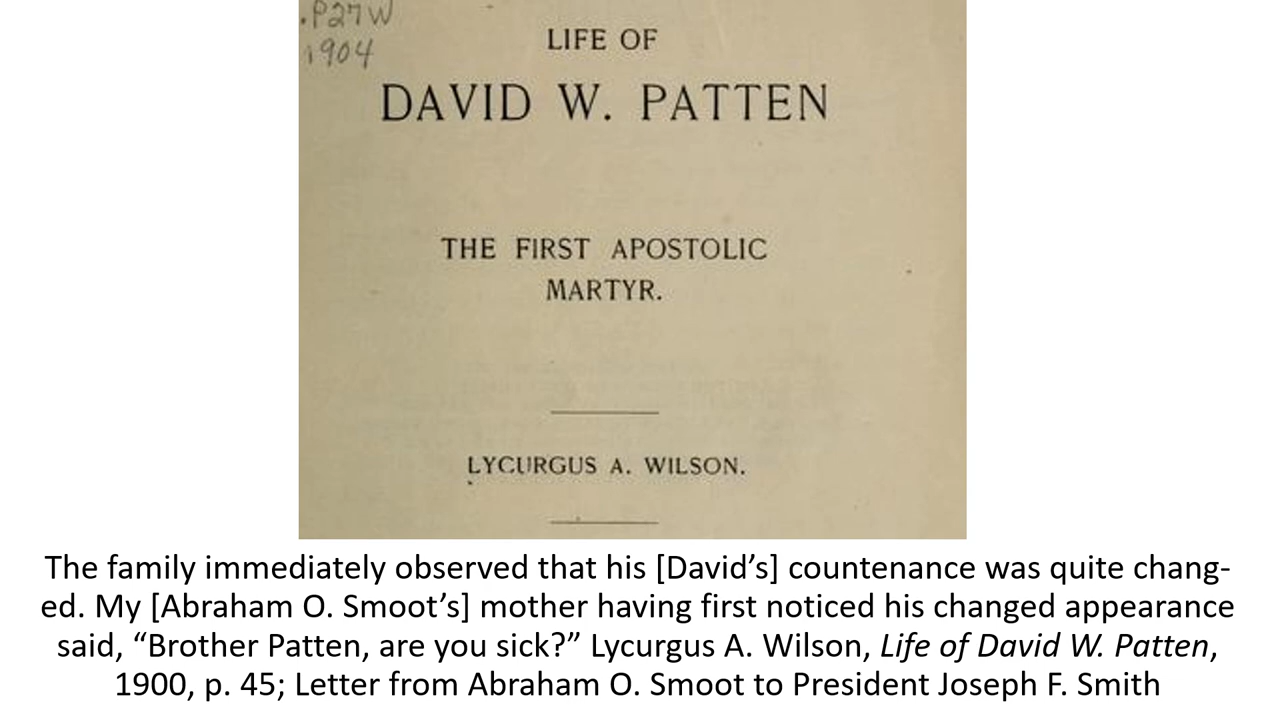 .P27W
1904
LIFE OF
DAVID W. PATTEN
THE FIRST APOSTOLIC
MARTYR.
LYCURGUS A. WILSON.
The family immediately observed that his [David’s] countenance was quite chang-
ed. My [Abraham O. Smoot’s] mother having first noticed his changed appearance
said, “Brother Patten, are you sick?” Lycurgus A. Wilson, Life of David W. Patten,
1900, p. 45; Letter from Abraham O. Smoot to President Joseph F. Smith